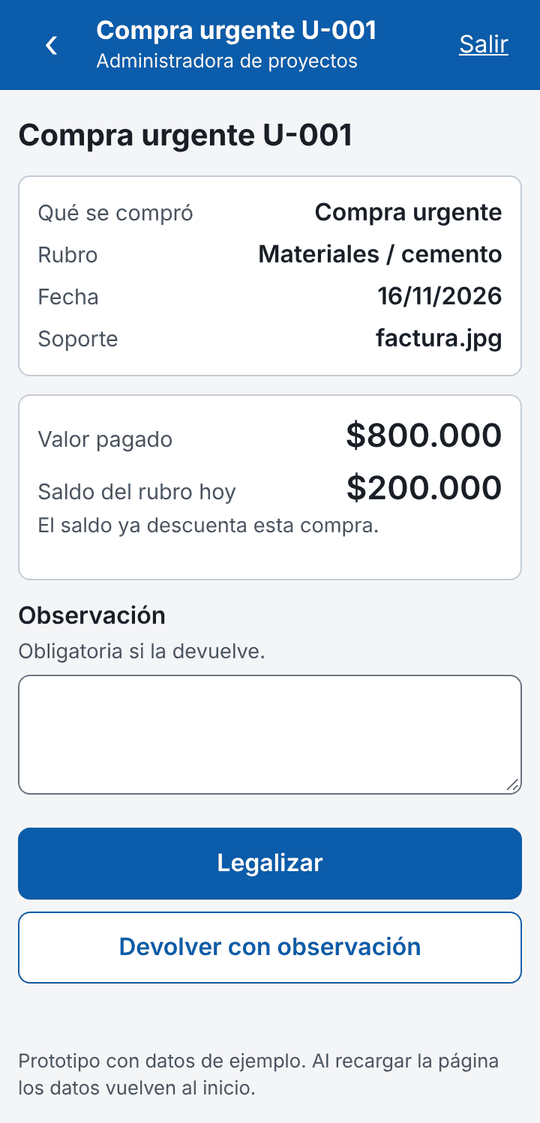 Compra urgente U-001
Administradora de proyectos
Salir
Compra urgente U-001
Qué se compró Compra urgente
Rubro Materiales / cemento
Fecha 16/11/2026
Soporte factura.jpg
Valor pagado $800.000
Saldo del rubro hoy $200.000
El saldo ya descuenta esta compra.
Observación
Obligatoria si la devuelve.
Legalizar
Devolver con observación
Prototipo con datos de ejemplo. Al recargar la página
los datos vuelven al inicio.